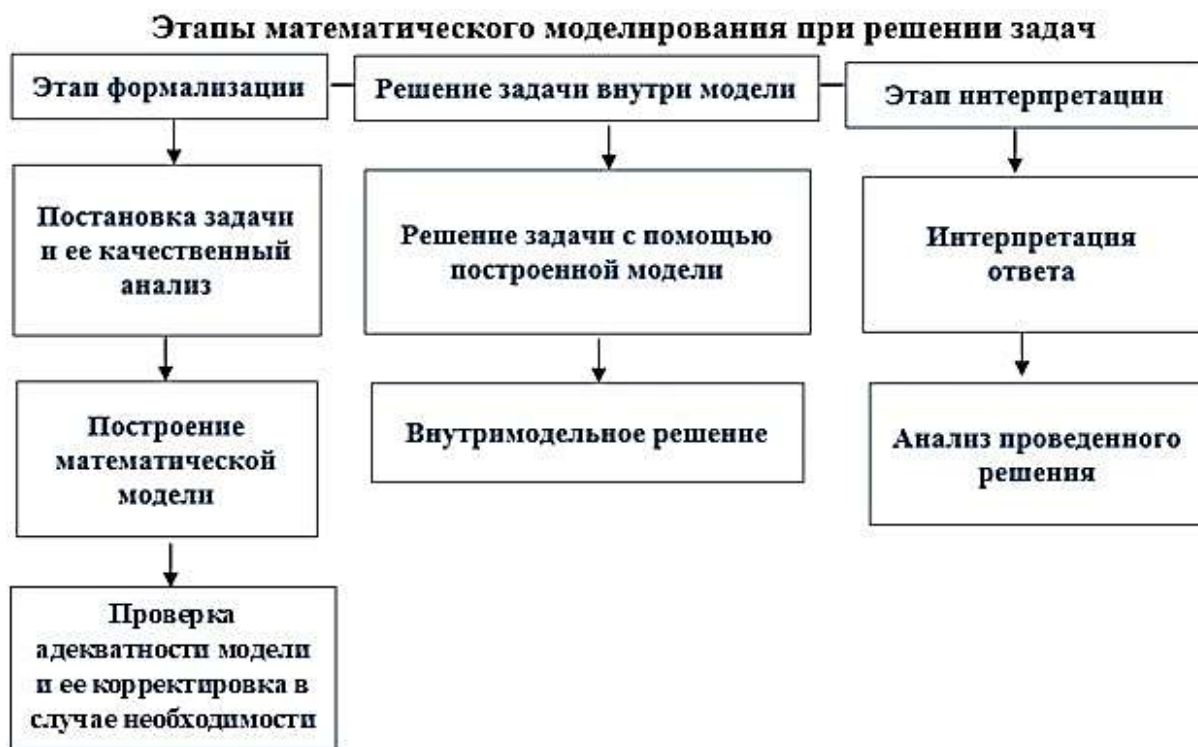 Этапы математического моделирования при решении задач
Этап формализации
Решение задачи внутри модели
Этап интерпретации
Постановка задачи
и ее качественный
анализ
Решение задачи с помощью
построенной модели
Интерпретация
ответа
Построение
математической
модели
Внутримодельное решение
Анализ проведенного
решения
Проверка
адекватности модели
и ее корректировка в
случае необходимости